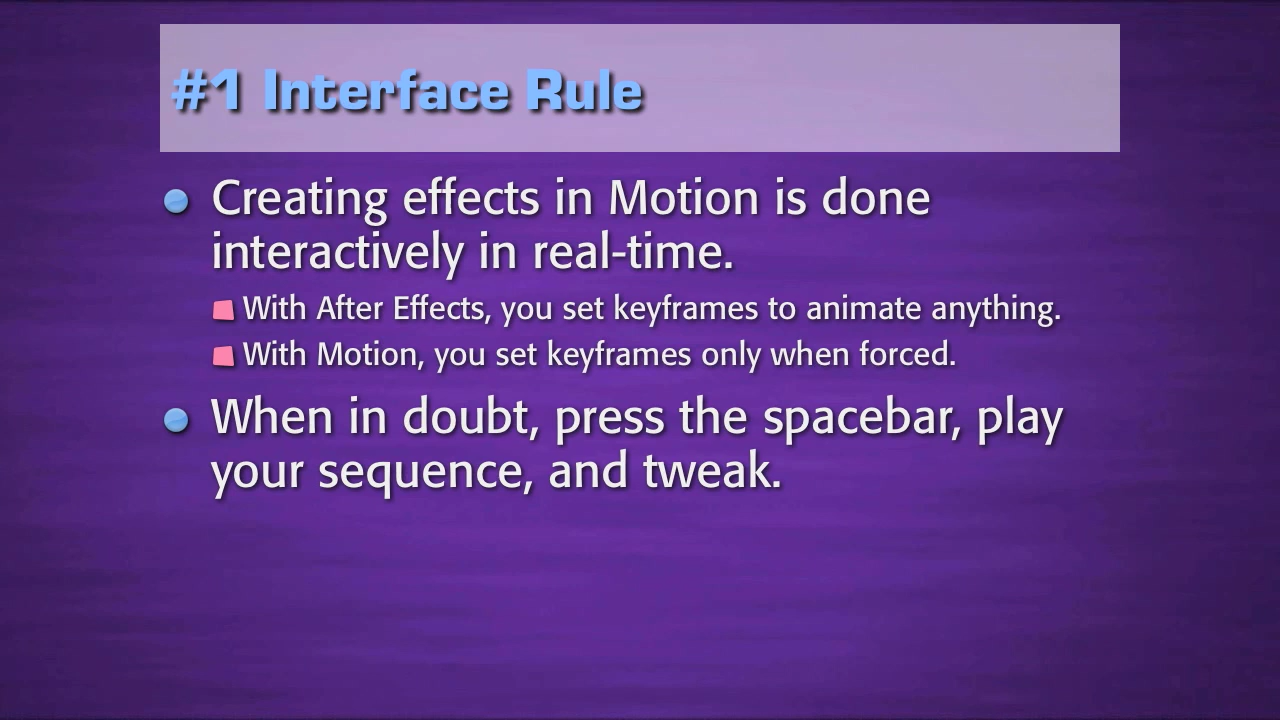 #1 Interface Rule
Creating effects in Motion is done
interactively in real-time.
With After Effects, you set keyframes to animate anything.
With Motion, you set keyframes only when forced.
When in doubt, press the spacebar, play
your sequence, and tweak.